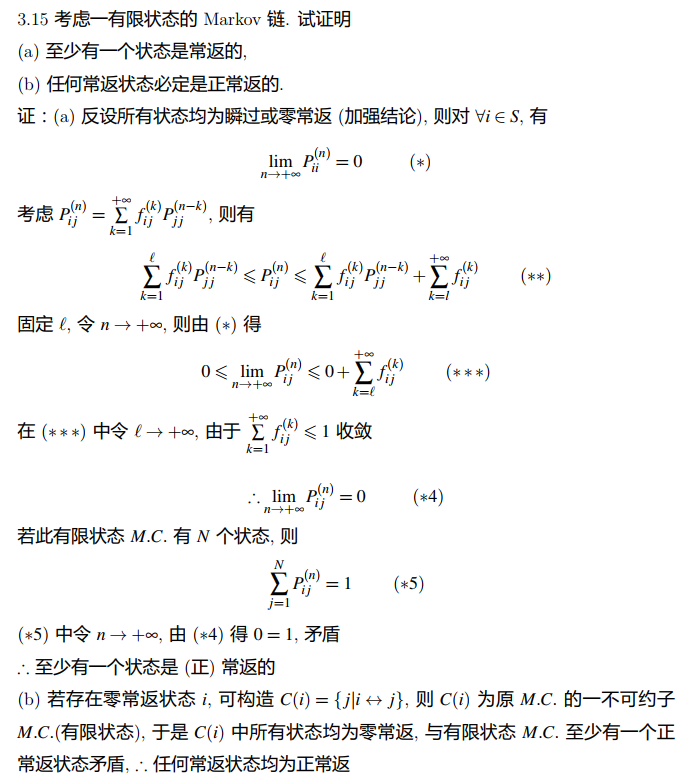 3.15 考虑一有限状态的 Markov 链. 试证明
(a) 至少有一个状态是常返的,
(b) 任何常返状态必定是正常返的.
证：(a) 反设所有状态均为瞬过或零常返 (加强结论), 则对 ∀i ∈ S, 有
lim_{n→+∞} P_{ii}^{(n)} = 0 (∗)
考虑 P_{ij}^{(n)} = ∑_{k=1}^{+∞} f_{ij}^{(k)} P_{jj}^{(n−k)}, 则有
∑_{k=1}^{ℓ} f_{ij}^{(k)} P_{jj}^{(n−k)} ⩽ P_{ij}^{(n)} ⩽ ∑_{k=1}^{ℓ} f_{ij}^{(k)} P_{jj}^{(n−k)} + ∑_{k=l}^{+∞} f_{ij}^{(k)} (∗∗)
固定 ℓ, 令 n → +∞, 则由 (∗) 得
0 ⩽ lim_{n→+∞} P_{ij}^{(n)} ⩽ 0 + ∑_{k=ℓ}^{+∞} f_{ij}^{(k)} (∗∗∗)
在 (∗∗∗) 中令 ℓ → +∞, 由于 ∑_{k=1}^{+∞} f_{ij}^{(k)} ⩽ 1 收敛
∴ lim_{n→+∞} P_{ij}^{(n)} = 0 (∗4)
若此有限状态 M.C. 有 N 个状态, 则
∑_{j=1}^{N} P_{ij}^{(n)} = 1 (∗5)
(∗5) 中令 n → +∞, 由 (∗4) 得 0 = 1, 矛盾
∴ 至少有一个状态是 (正) 常返的
(b) 若存在零常返状态 i, 可构造 C(i) = {j|i ↔ j}, 则 C(i) 为原 M.C. 的一不可约子
M.C.(有限状态), 于是 C(i) 中所有状态均为零常返, 与有限状态 M.C. 至少有一个正
常返状态矛盾, ∴ 任何常返状态均为正常返